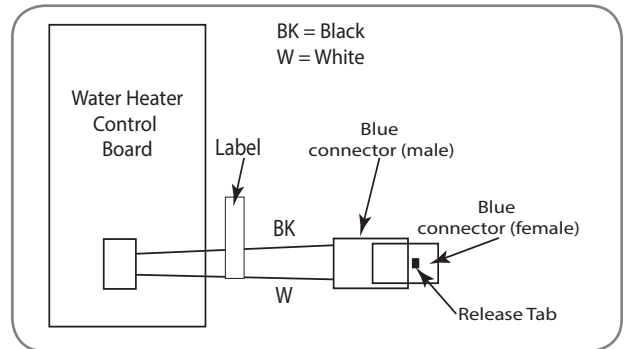 BK = Black
W = White
Water Heater
Control
Board
Label
Blue
connector (male)
Blue
connector (female)
BK
W
Release Tab